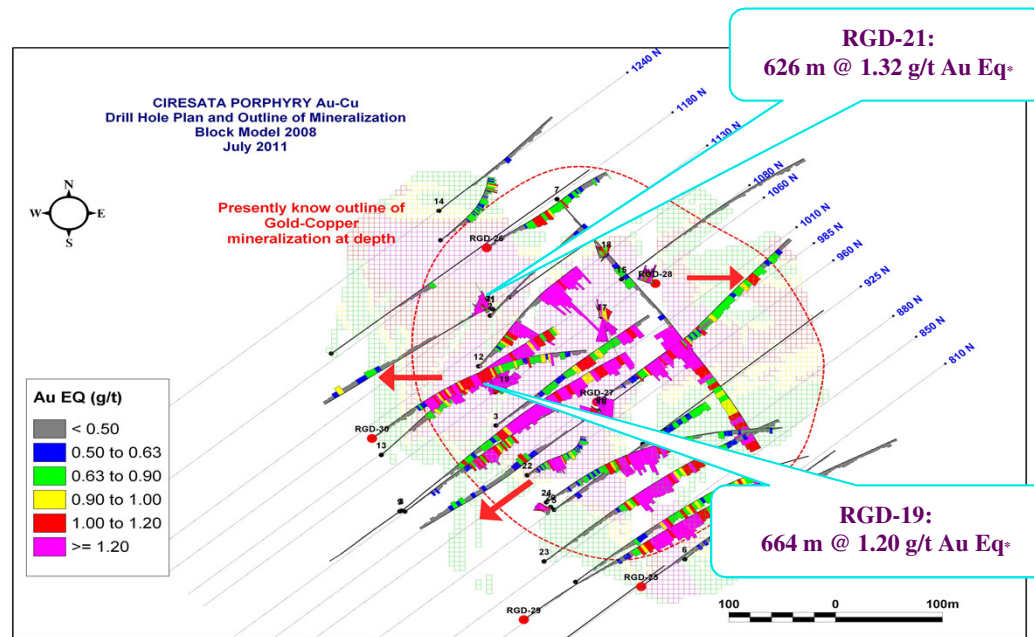 RGD-21:
626 m @ 1.32 g/t Au Eq*
CIRESATA PORPHYRY Au-Cu
Drill Hole Plan and Outline of Mineralization
Block Model 2008
July 2011
1240 N
1180 N
1130 N
1080 N
1060 N
1010 N
985 N
960 N
925 N
880 N
850 N
810 N
N
W
E
S
Presently know outline of
Gold-Copper
mineralization at depth
14
7
RGD-26
18
16
RGD-28
17
12
19
RGD-27
3
RGD-30
13
22
24
23
6
RGD-25
RGD-29
Au EQ (g/t)
< 0.50
0.50 to 0.63
0.63 to 0.90
0.90 to 1.00
1.00 to 1.20
>= 1.20
RGD-19:
664 m @ 1.20 g/t Au Eq*
100
0
100m